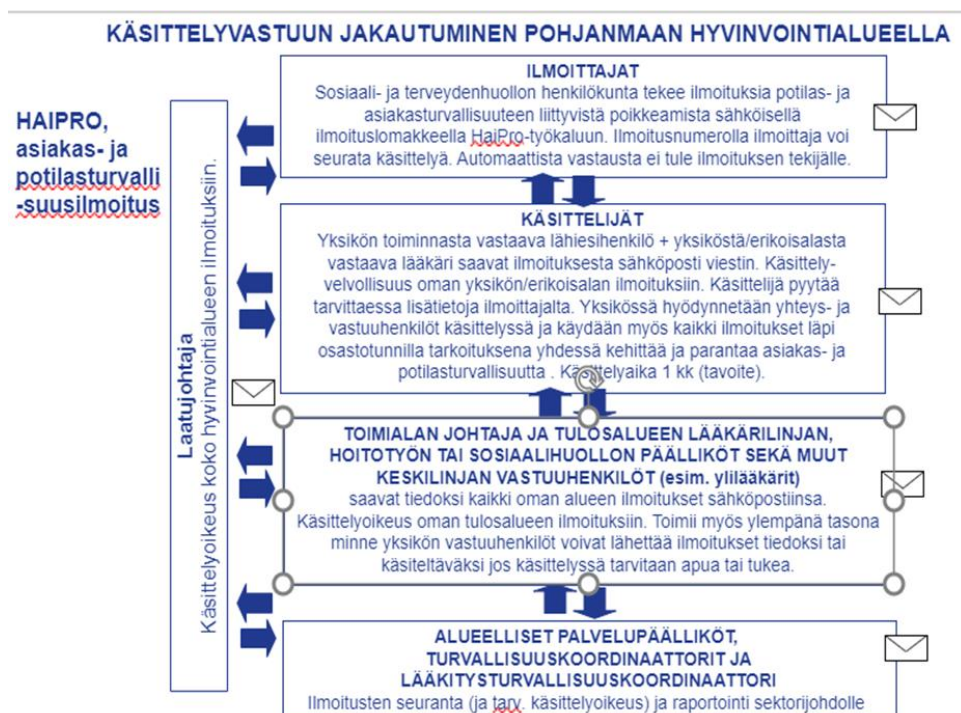 KÄSITTELYVASTUUN JAKAUTUMINEN POHJANMAAN HYVINVOINTIALUEELLA
HAIPRO,
asiakas- ja
potilasturvalli
-suusilmoitus
Laatujohtaja
Käsittelyoikeus koko hyvinvointialueen ilmoituksiin.
ILMOITTAJAT
Sosiaali- ja terveydenhuollon henkilökunta tekee ilmoituksia potilas- ja
asiakasturvallisuuteen liittyvistä poikkeamista sähköisellä
ilmoituslomakkeella HaiPro-työkaluun. Ilmoitusnumerolla ilmoittaja voi
seurata käsittelyä. Automaattista vastausta ei tule ilmoituksen tekijälle.
KÄSITTELIJÄT
Yksikön toiminnasta vastaava lähiesihenkilö + yksiköstä/erikoisalasta
vastaava lääkäri saavat ilmoituksesta sähköposti viestin. Käsittely-
velvollisuus oman yksikön/erikoisalan ilmoituksiin. Käsittelijä pyytää
tarvittaessa lisätietoja ilmoittajalta. Yksikössä hyödynnetään yhteys- ja
vastuuhenkilöt käsittelyssä ja käydään myös kaikki ilmoitukset läpi
osastotunnilla tarkoituksena yhdessä kehittää ja parantaa asiakas- ja
potilasturvallisuutta . Käsittelyaika 1 kk (tavoite).
TOIMIALAN JOHTAJA JA TULOSALUEEN LÄÄKÄRILINJAN,
HOITOTYÖN TAI SOSIAALIHUOLLON PÄÄLLIKÖT SEKÄ MUUT
KESKILINJAN VASTUUHENKILÖT (esim. ylilääkärit)
saavat tiedoksi kaikki oman alueen ilmoitukset sähköpostiinsa.
Käsittelyoikeus oman tulosalueen ilmoituksiin. Toimii myös ylempänä tasona
minne yksikön vastuuhenkilöt voivat lähettää ilmoitukset tiedoksi tai
käsiteltäväksi jos käsittelyssä tarvitaan apua tai tukea.
ALUEELLISET PALVELUPÄÄLLIKÖT,
TURVALLISUUSKOORDINAATTORIT JA
LÄÄKITYSTURVALLISUUSKOORDINAATTORI
Ilmoitusten seuranta (ja tarv. käsittelyoikeus) ja raportointi sektorijohdolle